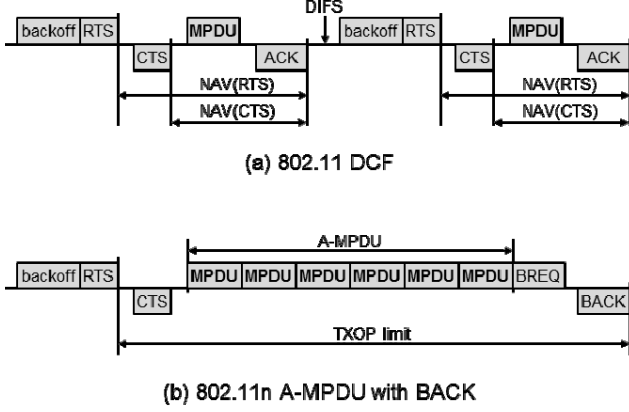 DIFS
backoff RTS MPDU backoff RTS MPDU
CTS ACK CTS ACK
NAV(RTS) NAV(RTS)
NAV(CTS) NAV(CTS)
(a) 802.11 DCF
A-MPDU
backoff RTS MPDU MPDU MPDU MPDU MPDU MPDU BREQ
CTS BACK
TXOP limit
(b) 802.11n A-MPDU with BACK